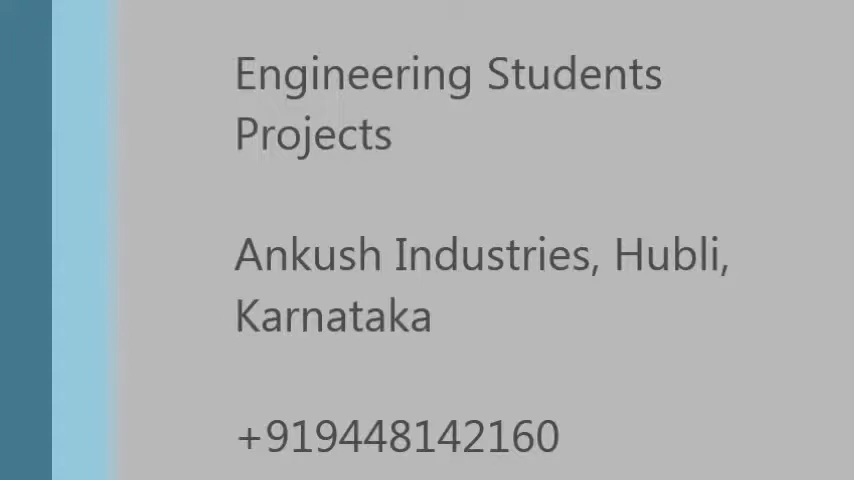 Engineering Students
Projects
Ankush Industries, Hubli,
Karnataka
+919448142160